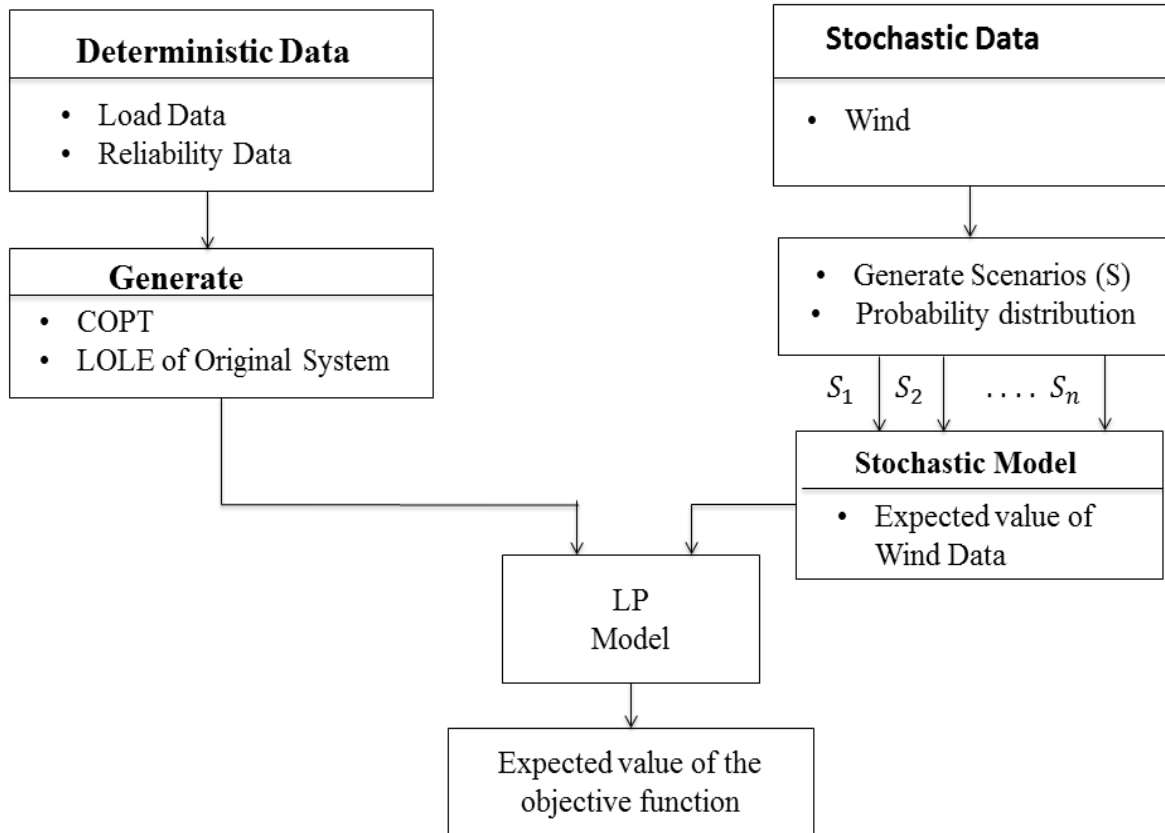 Deterministic Data
• Load Data
• Reliability Data
Generate
• COPT
• LOLE of Original System
Stochastic Data
• Wind
• Generate Scenarios (S)
• Probability distribution
S₁ S₂ .... Sₙ
Stochastic Model
• Expected value of
Wind Data
LP
Model
Expected value of the
objective function